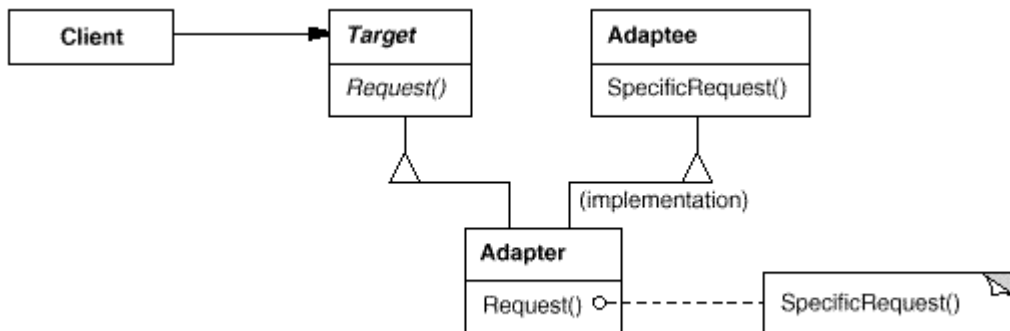 Client
Target
Request()
Adaptee
SpecificRequest()
(implementation)
Adapter
Request()
SpecificRequest()